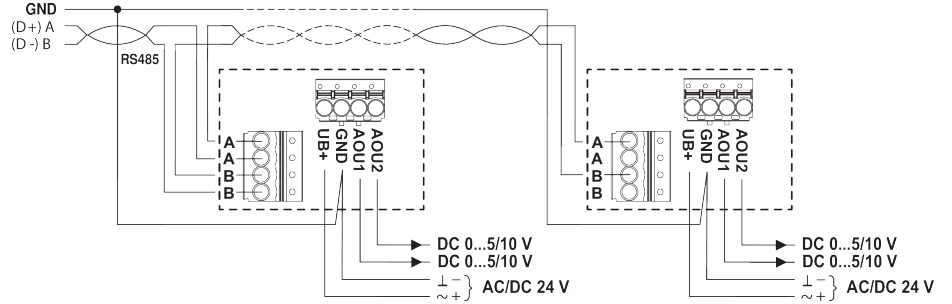 GND
(D+) A
(D -) B
RS485
UB+
GND
AOU1
AOU2
A
A
B
B
DC 0...5/10 V
DC 0...5/10 V
⊥ −
~ +
AC/DC 24 V
UB+
GND
AOU1
AOU2
A
A
B
B
DC 0...5/10 V
DC 0...5/10 V
⊥ −
~ +
AC/DC 24 V